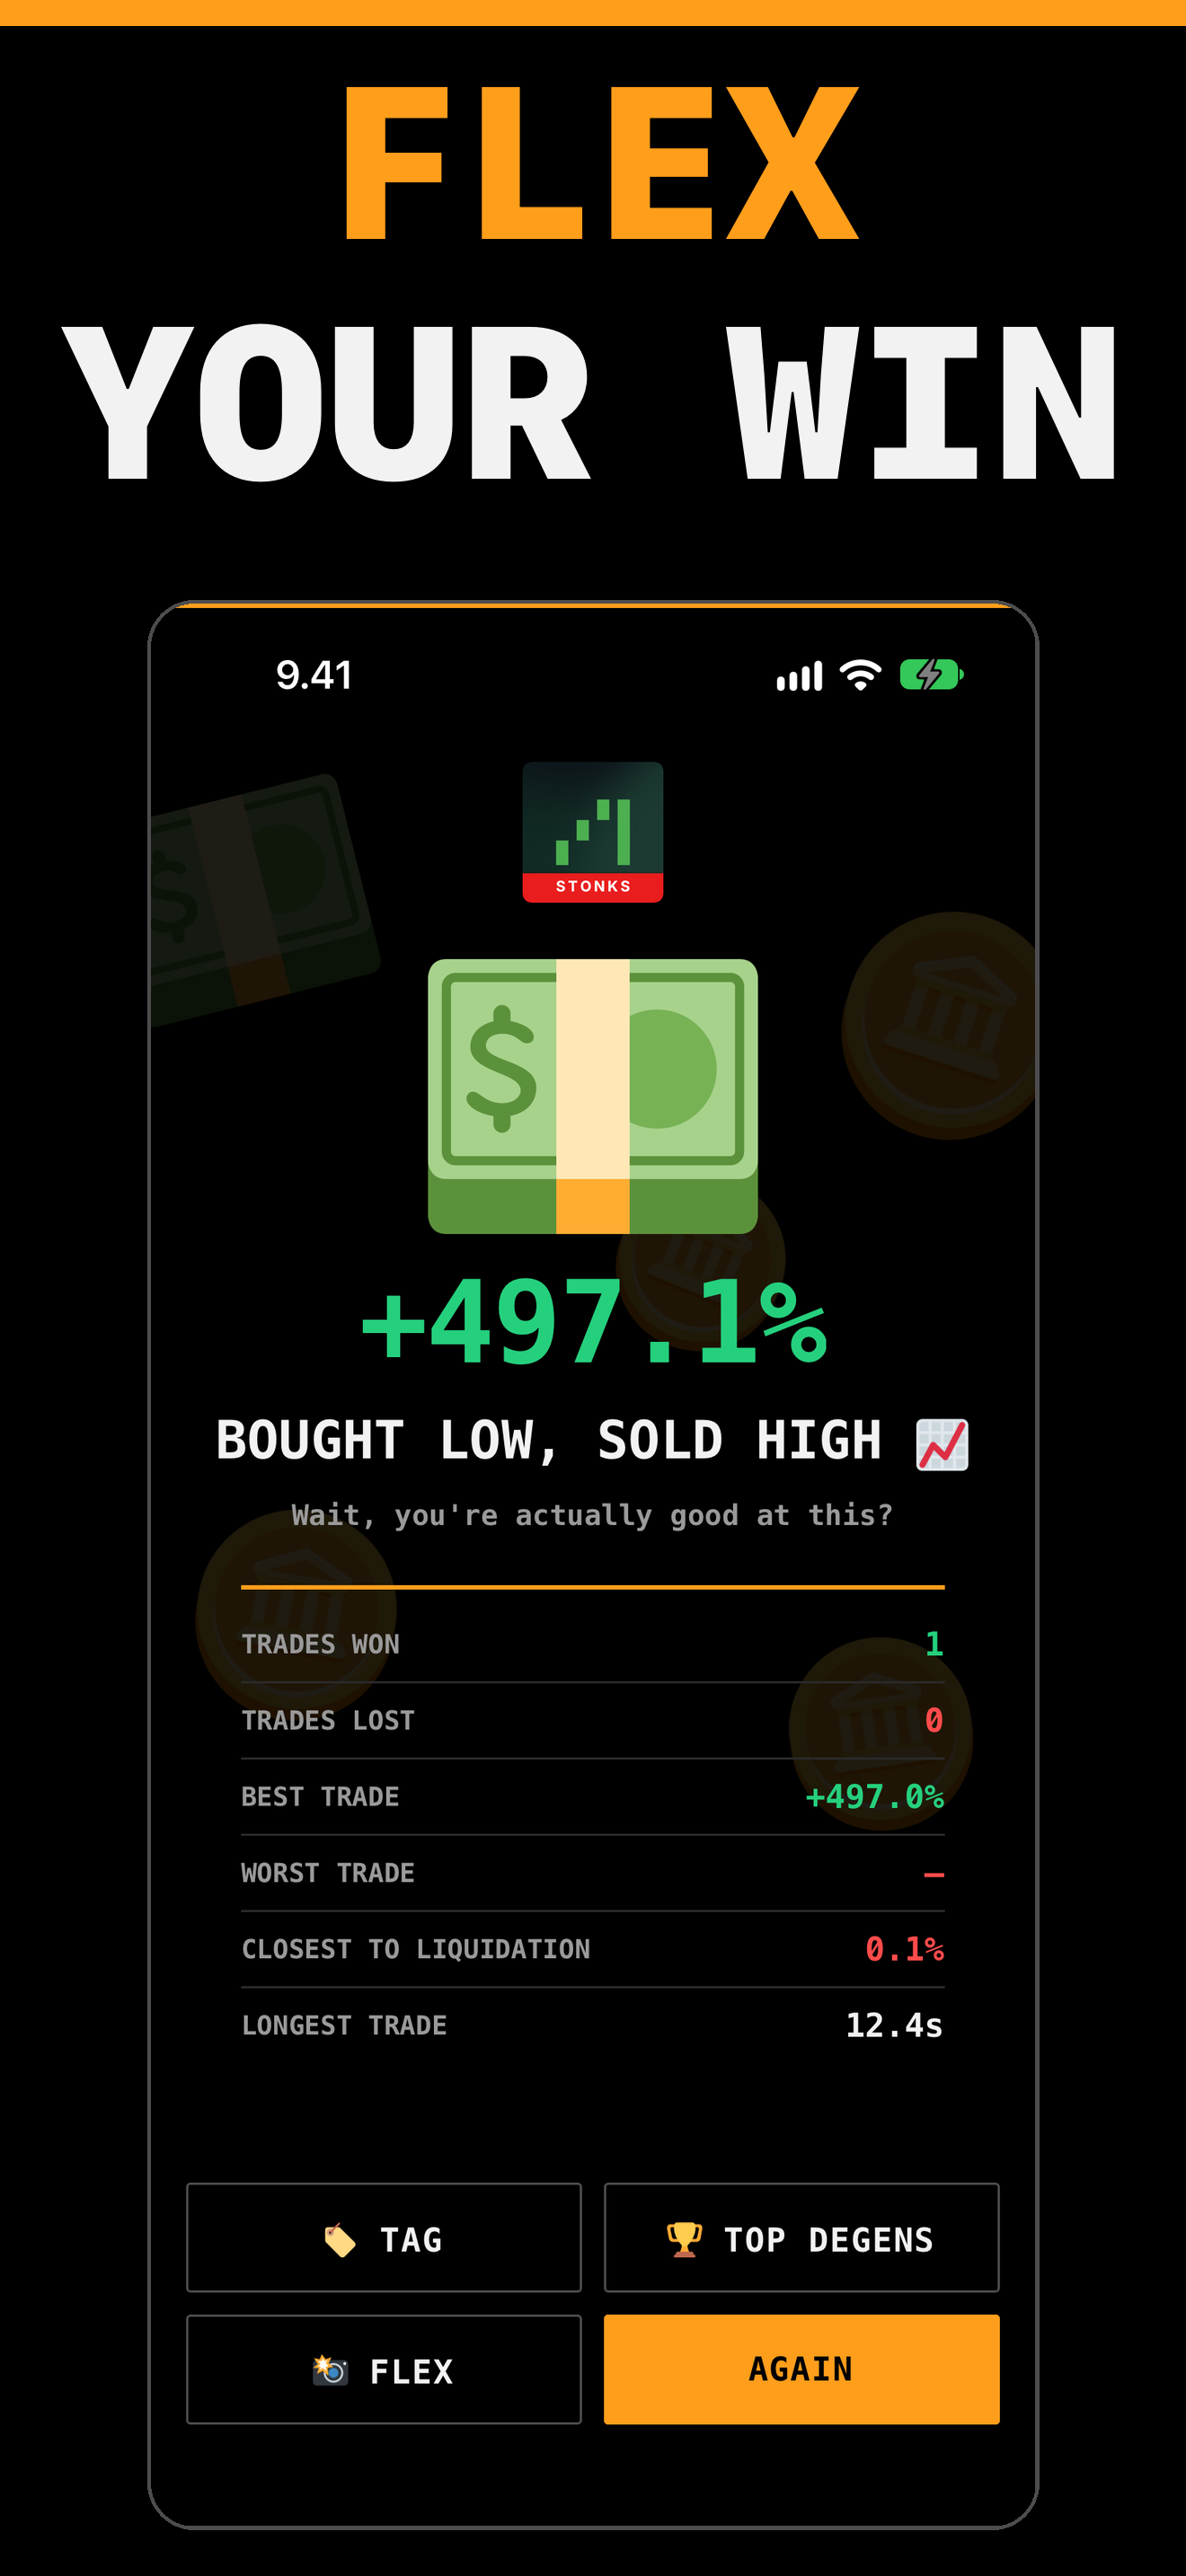 FLEX
YOUR WIN
9.41
STONKS
$
$
+497.1%
BOUGHT LOW, SOLD HIGH
Wait, you're actually good at this?
TRADES WON 1
TRADES LOST 0
BEST TRADE +497.0%
WORST TRADE —
CLOSEST TO LIQUIDATION 0.1%
LONGEST TRADE 12.4s
TAG
TOP DEGENS
FLEX
AGAIN